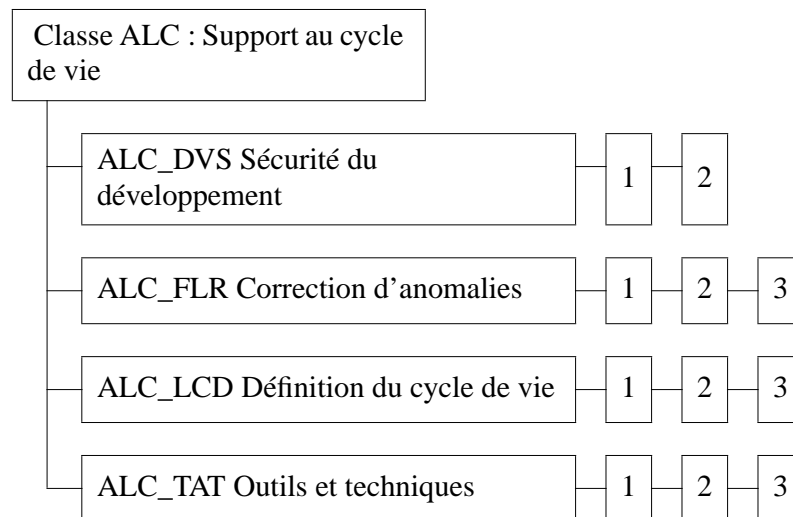 Classe ALC : Support au cycle
de vie
ALC_DVS Sécurité du
développement
1 2
ALC_FLR Correction d'anomalies 1 2 3
ALC_LCD Définition du cycle de vie 1 2 3
ALC_TAT Outils et techniques 1 2 3